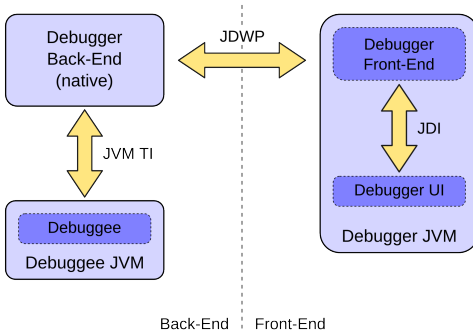 Debugger
Back-End
(native)
JDWP
Debugger
Front-End
JVM TI
JDI
Debuggee
Debuggee JVM
Debugger UI
Debugger JVM
Back-End
Front-End